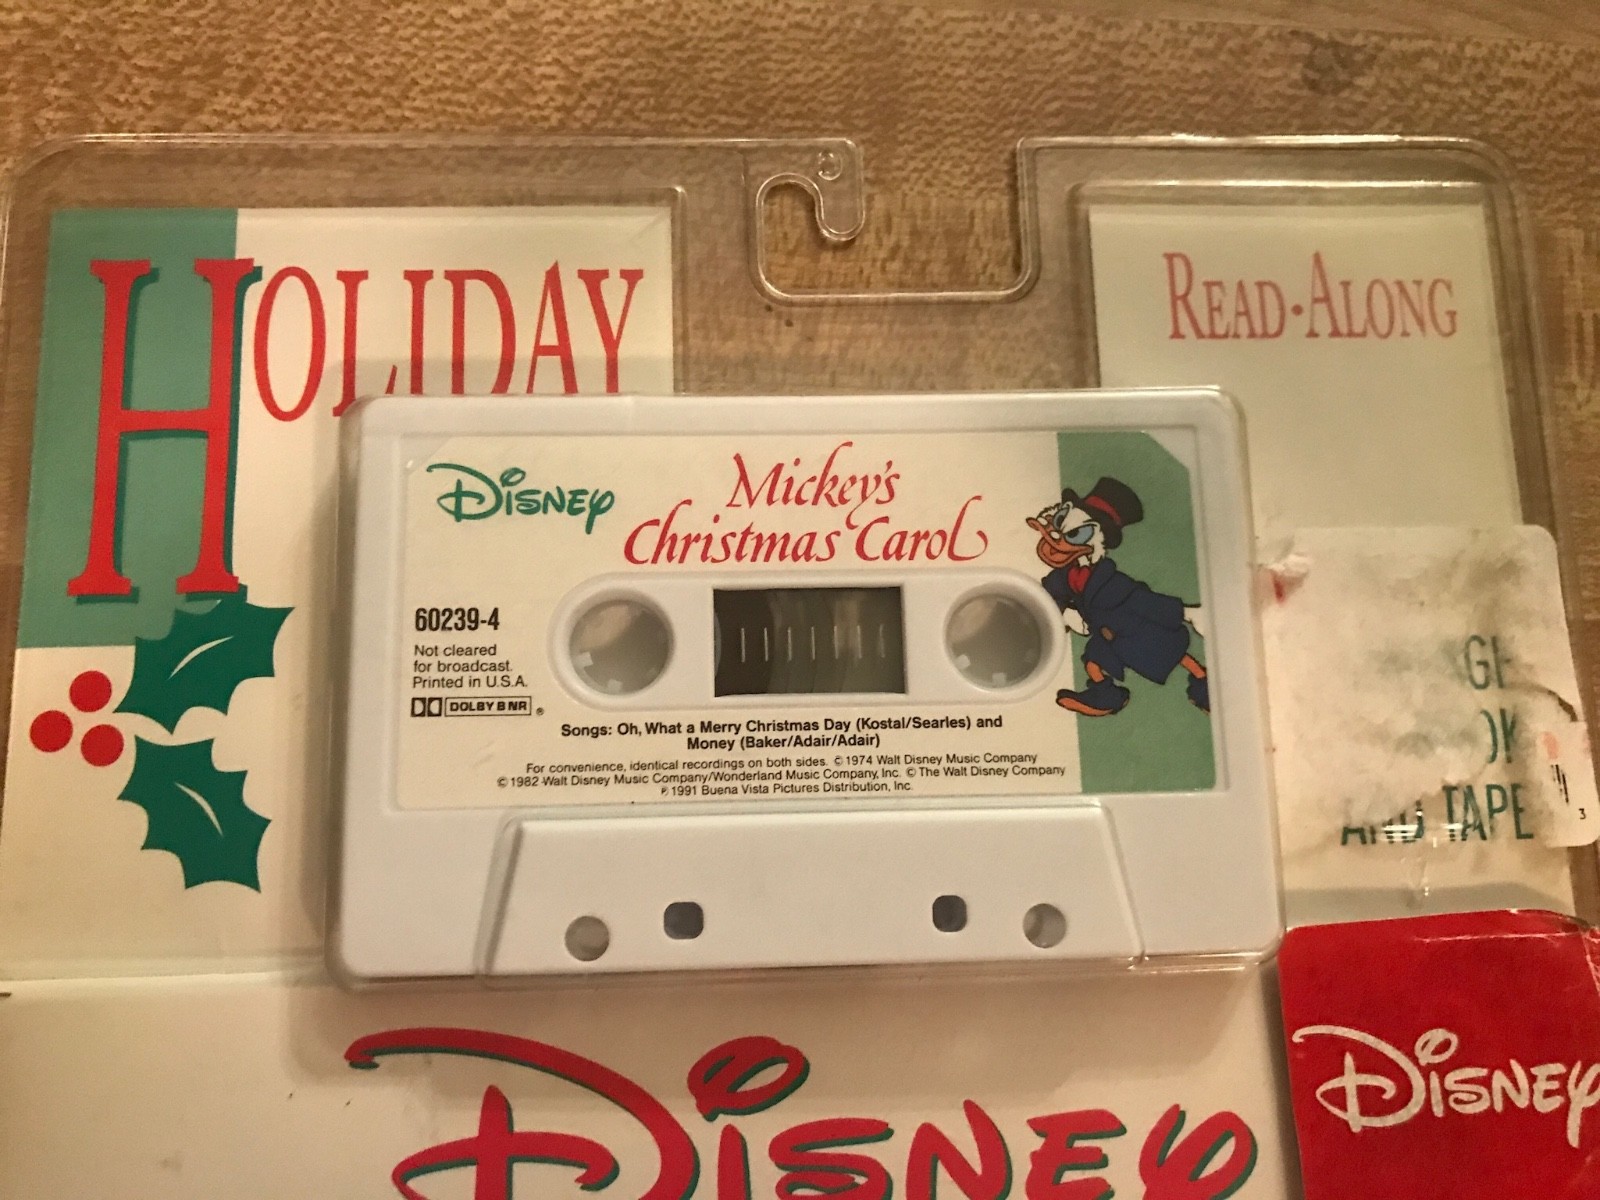 HOLIDAY
READ•ALONG
DISNEY
Mickey's
Christmas Carol
60239-4
Not cleared
for broadcast.
Printed in U.S.A.
DOLBY B NR ®
Songs: Oh, What a Merry Christmas Day (Kostal/Searles) and
Money (Baker/Adair/Adair)
For convenience, identical recordings on both sides. ©1974 Walt Disney Music Company
©1982 Walt Disney Music Company/Wonderland Music Company, Inc. © The Walt Disney Company
℗1991 Buena Vista Pictures Distribution, Inc.
AND TAPE
3
DISNEY
DISNEY